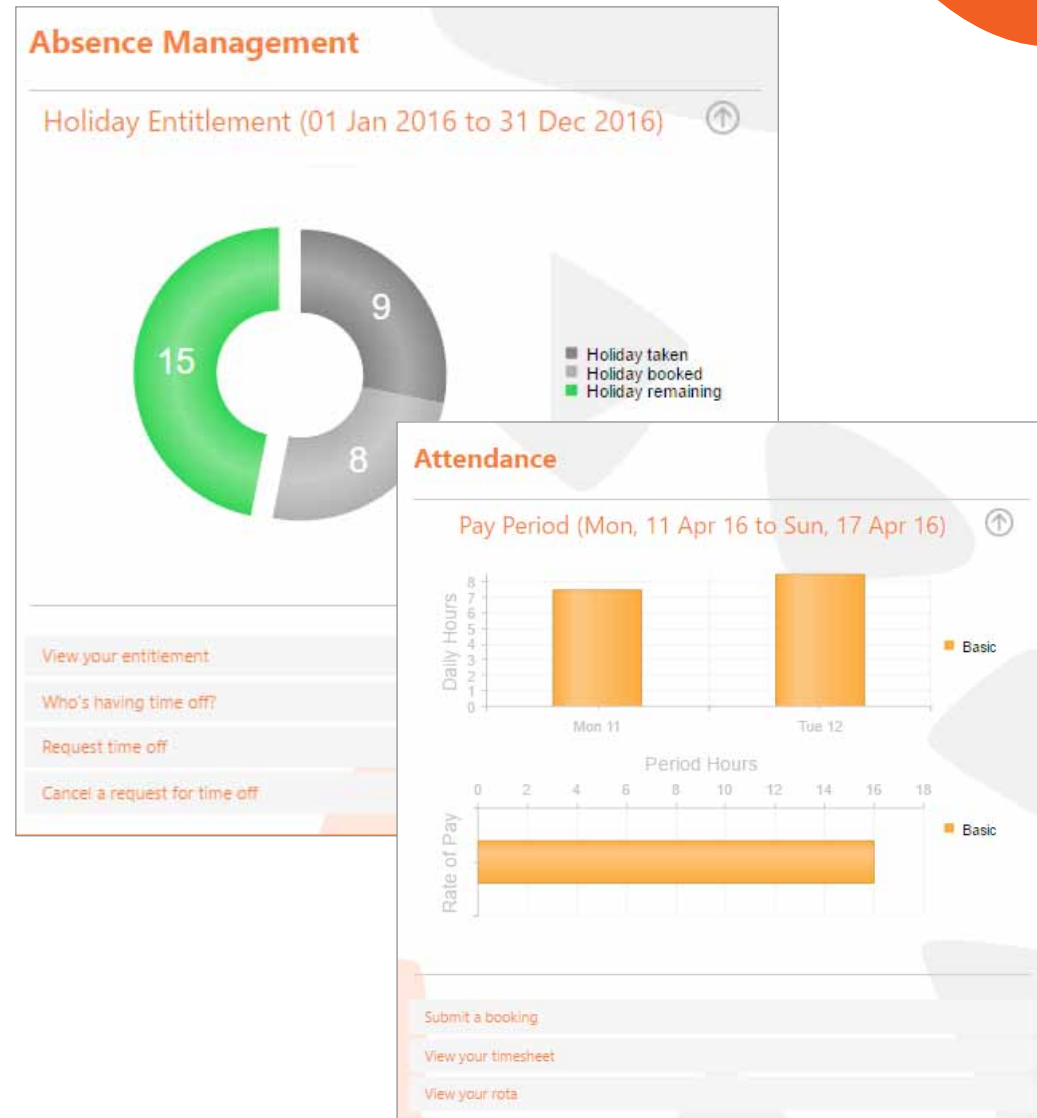 Absence Management
Holiday Entitlement (01 Jan 2016 to 31 Dec 2016)
9
15
8
Holiday taken
Holiday booked
Holiday remaining
View your entitlement
Who's having time off?
Request time off
Cancel a request for time off
Attendance
Pay Period (Mon, 11 Apr 16 to Sun, 17 Apr 16)
Daily Hours
8
7
6
5
4
3
2
1
0
Mon 11 Tue 12
Basic
Period Hours
0 2 4 6 8 10 12 14 16 18
Rate of Pay
Basic
Submit a booking
View your timesheet
View your rota